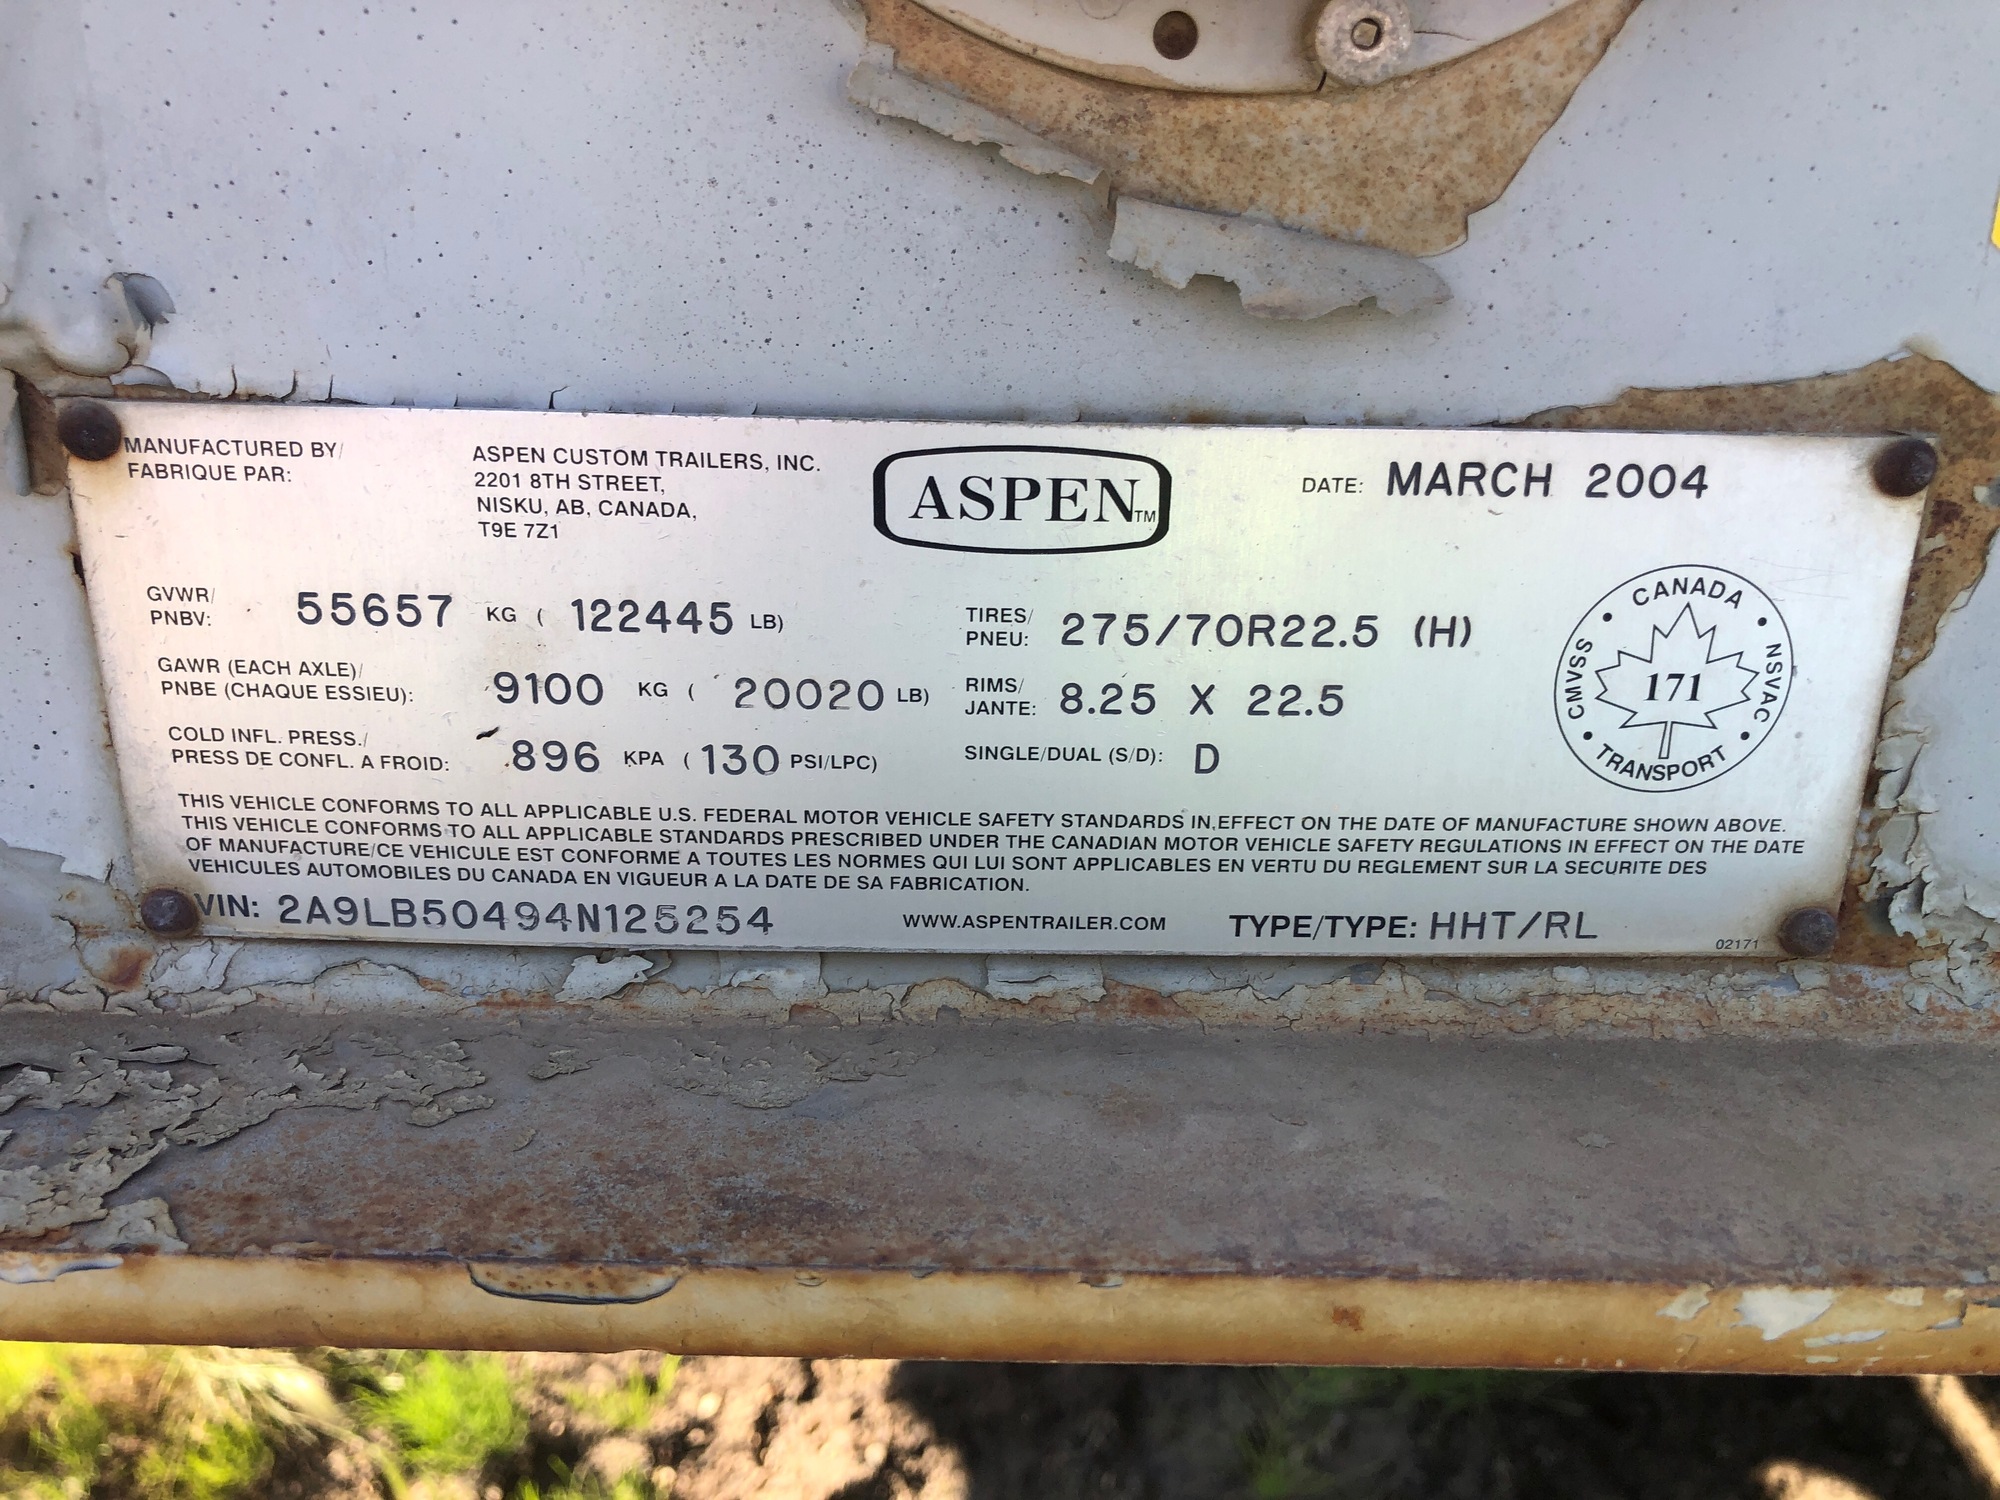 MANUFACTURED BY/
FABRIQUE PAR:
ASPEN CUSTOM TRAILERS, INC.
2201 8TH STREET,
NISKU, AB, CANADA,
T9E 7Z1
ASPEN TM
DATE: MARCH 2004
GVWR/
PNBV: 55657 KG ( 122445 LB)
GAWR (EACH AXLE)/
PNBE (CHAQUE ESSIEU): 9100 KG ( 20020 LB)
COLD INFL. PRESS./
PRESS DE CONFL. A FROID: 896 KPA ( 130 PSI/LPC)
TIRES/
PNEU: 275/70R22.5 (H)
RIMS/
JANTE: 8.25 X 22.5
SINGLE/DUAL (S/D): D
CANADA
CMVSS
171
NSVAC
TRANSPORT
THIS VEHICLE CONFORMS TO ALL APPLICABLE U.S. FEDERAL MOTOR VEHICLE SAFETY STANDARDS IN EFFECT ON THE DATE OF MANUFACTURE SHOWN ABOVE.
THIS VEHICLE CONFORMS TO ALL APPLICABLE STANDARDS PRESCRIBED UNDER THE CANADIAN MOTOR VEHICLE SAFETY REGULATIONS IN EFFECT ON THE DATE
OF MANUFACTURE/CE VEHICULE EST CONFORME A TOUTES LES NORMES QUI LUI SONT APPLICABLES EN VERTU DU REGLEMENT SUR LA SECURITE DES
VEHICULES AUTOMOBILES DU CANADA EN VIGUEUR A LA DATE DE SA FABRICATION.
VIN: 2A9LB50494N125254
WWW.ASPENTRAILER.COM
TYPE/TYPE: HHT/RL
02171